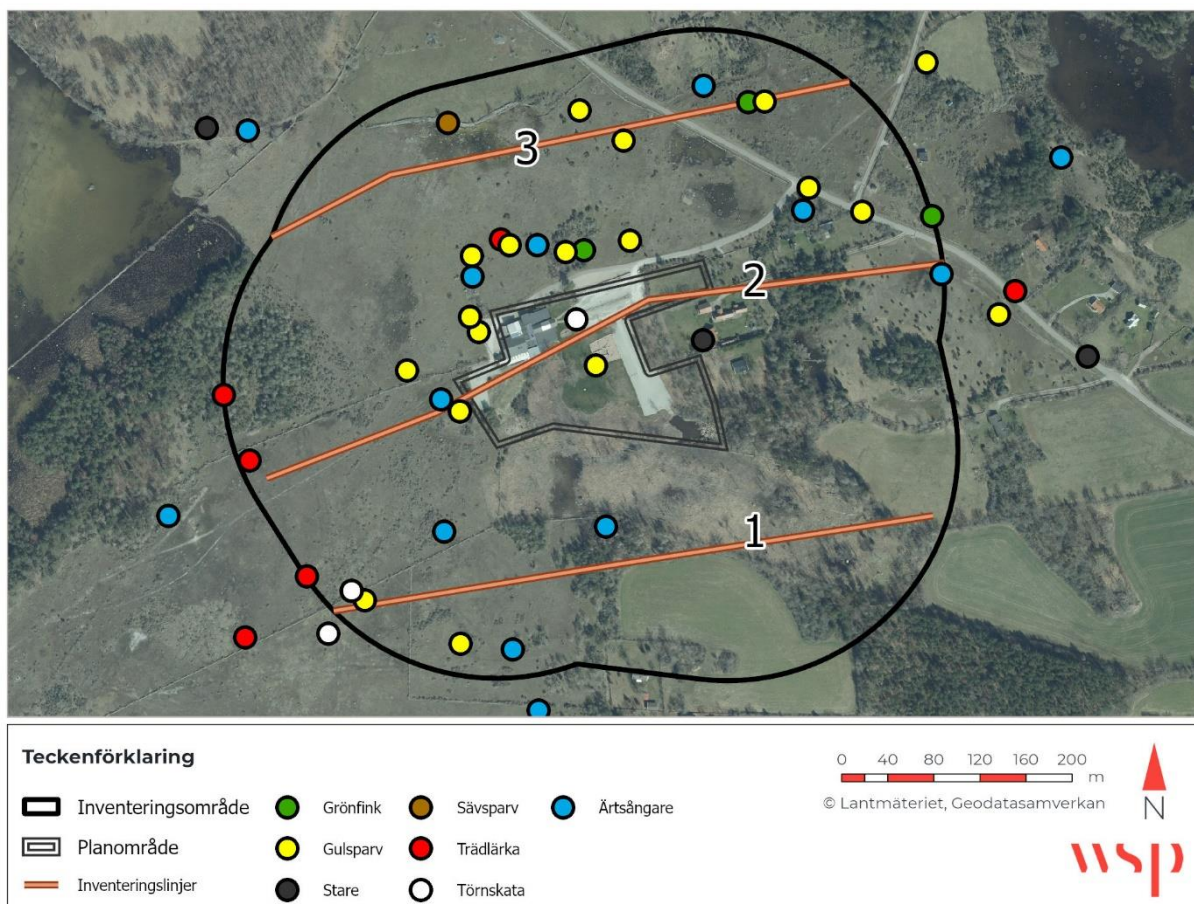 3
2
1
Teckenförklaring
Inventeringsområde
Planområde
Inventeringslinjer
Grönfink
Gulsparv
Stare
Sävsparv
Trädlärka
Törnskata
Ärtsångare
0 40 80 120 160 200
m
© Lantmäteriet, Geodatasamverkan
N
wsp